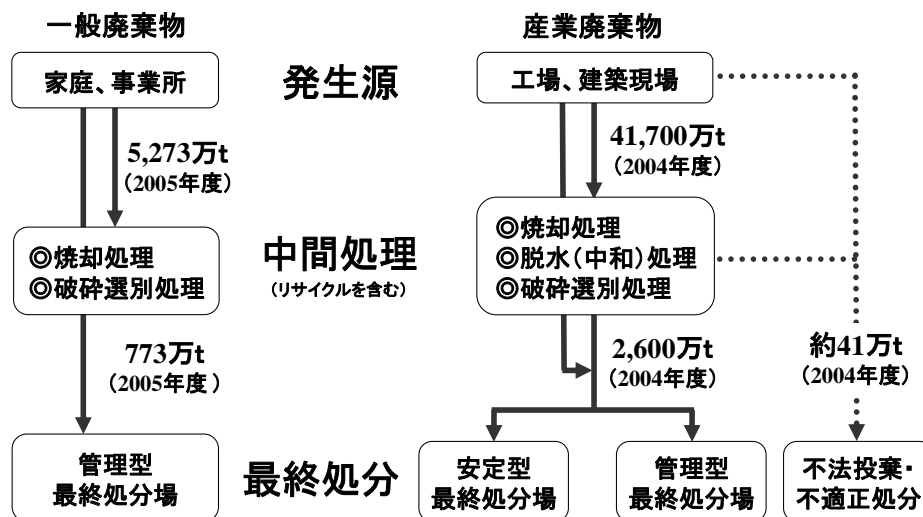 一般廃棄物
産業廃棄物
家庭、事業所
発生源
工場、建築現場
5,273万t
(2005年度)
41,700万t
(2004年度)
◎焼却処理
◎破砕選別処理
中間処理
(リサイクルを含む)
◎焼却処理
◎脱水(中和)処理
◎破砕選別処理
773万t
(2005年度 )
2,600万t
(2004年度)
約41万t
(2004年度)
管理型
最終処分場
最終処分
安定型
最終処分場
管理型
最終処分場
不法投棄・
不適正処分